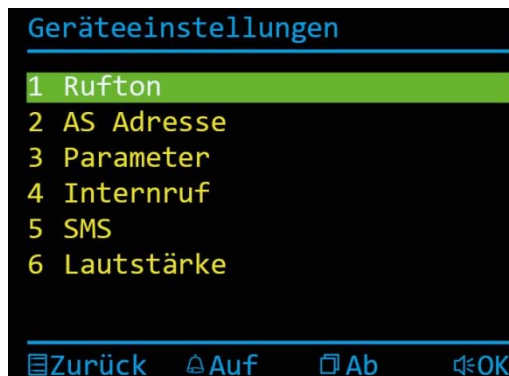 Geräteeinstellungen
1 Rufton
2 AS Adresse
3 Parameter
4 Internruf
5 SMS
6 Lautstärke
Zurück Auf Ab OK